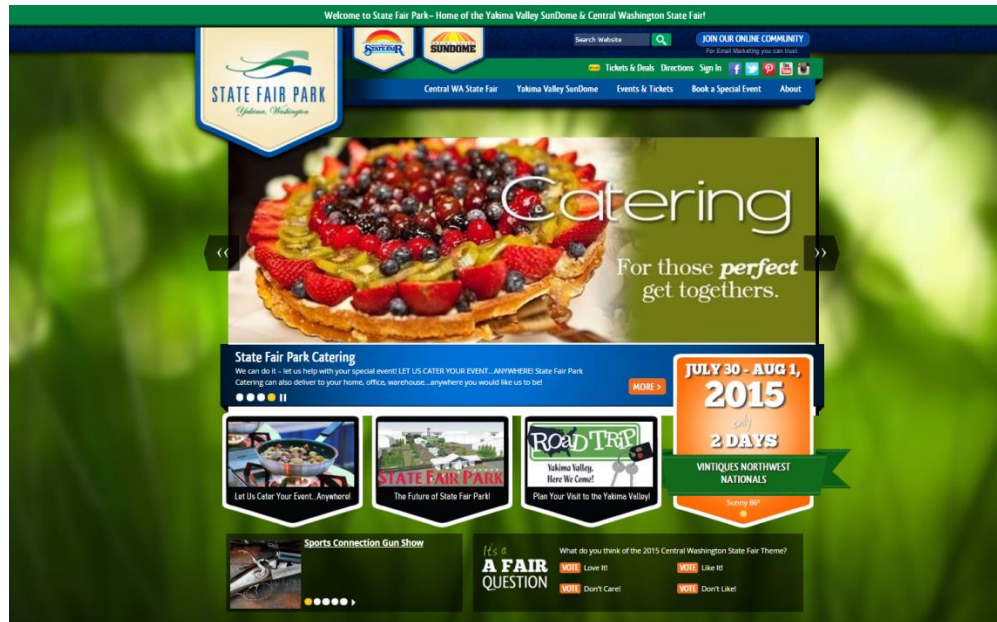 Welcome to State Fair Park– Home of the Yakima Valley SunDome & Central Washington State Fair!
STATE FAIR
SUNDOME
Search Website
JOIN OUR ONLINE COMMUNITY
For Email Marketing you can trust.
Tickets & Deals Directions Sign In
STATE FAIR PARK
Yakima, Washington
Central WA State Fair Yakima Valley SunDome Events & Tickets Book a Special Event About
Catering
For those perfect
get togethers.
State Fair Park Catering
We can do it – let us help with your special event! LET US CATER YOUR EVENT...ANYWHERE! State Fair Park
Catering can also deliver to your home, office, warehouse...anywhere you would like us to be!
MORE >
JULY 30 - AUG 1,
2015
only
2 DAYS
VINTIQUES NORTHWEST
NATIONALS
Sunny 86°
Let Us Cater Your Event...Anywhere!
STATE FAIR PARK
The Future of State Fair Park!
ROAD TRIP
Yakima Valley,
Here We Come!
Plan Your Visit to the Yakima Valley!
Sports Connection Gun Show
It's a
A FAIR
QUESTION
What do you think of the 2015 Central Washington State Fair Theme?
VOTE Love It!
VOTE Like It!
VOTE Don't Care!
VOTE Don't Like!